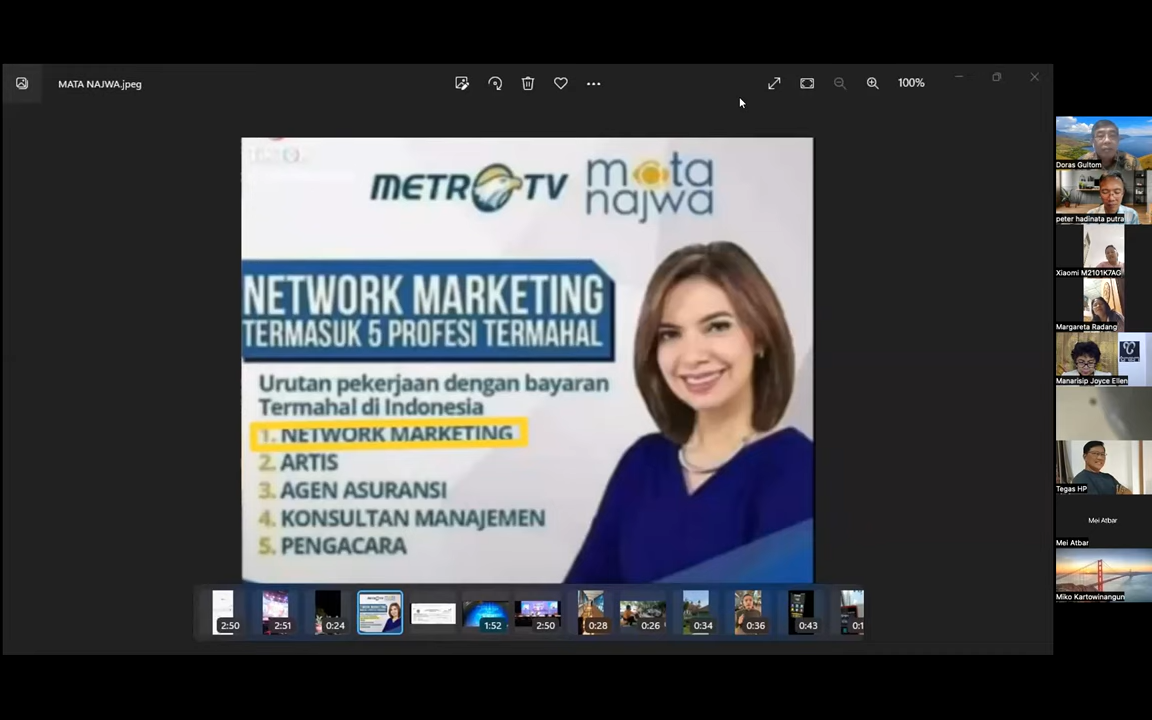 MATA NAJWA.jpeg
100%
METRO TV
mata
najwa
NETWORK MARKETING
TERMASUK 5 PROFESI TERMAHAL
Urutan pekerjaan dengan bayaran
Termahal di Indonesia
1. NETWORK MARKETING
2. ARTIS
3. AGEN ASURANSI
4. KONSULTAN MANAJEMEN
5. PENGACARA
2:50
2:51
0:24
1:52
2:50
0:28
0:26
0:34
0:36
0:43
Doras Gultom
peter hadinata putra
Xiaomi M2101K7AG
Margareta Radang
Manarisip Joyce Ellen
Tegas HP
Mei Atbar
Mei Atbar
Miko Kartowinangun